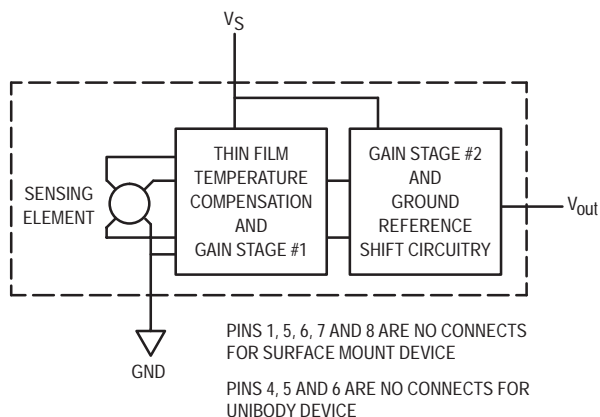 VS
SENSING
ELEMENT
THIN FILM
TEMPERATURE
COMPENSATION
AND
GAIN STAGE #1
GAIN STAGE #2
AND
GROUND
REFERENCE
SHIFT CIRCUITRY
Vout
GND
PINS 1, 5, 6, 7 AND 8 ARE NO CONNECTS
FOR SURFACE MOUNT DEVICE
PINS 4, 5 AND 6 ARE NO CONNECTS FOR
UNIBODY DEVICE